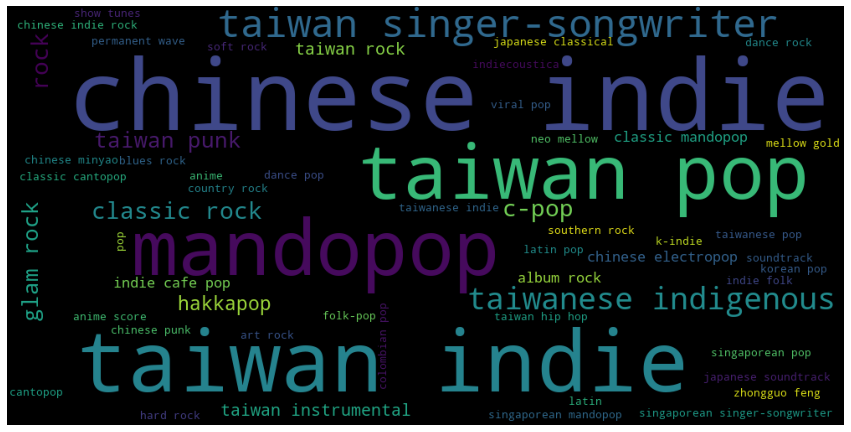 show tunes
taiwan singer-songwriter
chinese indie rock
rock
permanent wave
soft rock
taiwan rock
japanese classical
dance rock
indiecoustica
chinese indie
viral pop
taiwan punk
neo mellow
classic mandopop
mellow gold
chinese minyao
blues rock
taiwan pop
classic cantopop
anime
dance pop
country rock
glam rock
classic rock
taiwanese indie
c-pop
mandopop
southern rock
pop
k-indie
taiwanese pop
latin pop
chinese electropop
soundtrack
korean pop
indie cafe pop
album rock
indie folk
hakkapop
taiwanese indigenous
anime score
folk-pop
taiwan hip hop
chinese punk
art rock
colombian pop
taiwan indie
singaporean pop
japanese soundtrack
cantopop
zhongguo feng
latin
hard rock
taiwan instrumental
singaporean mandopop
singaporean singer-songwriter